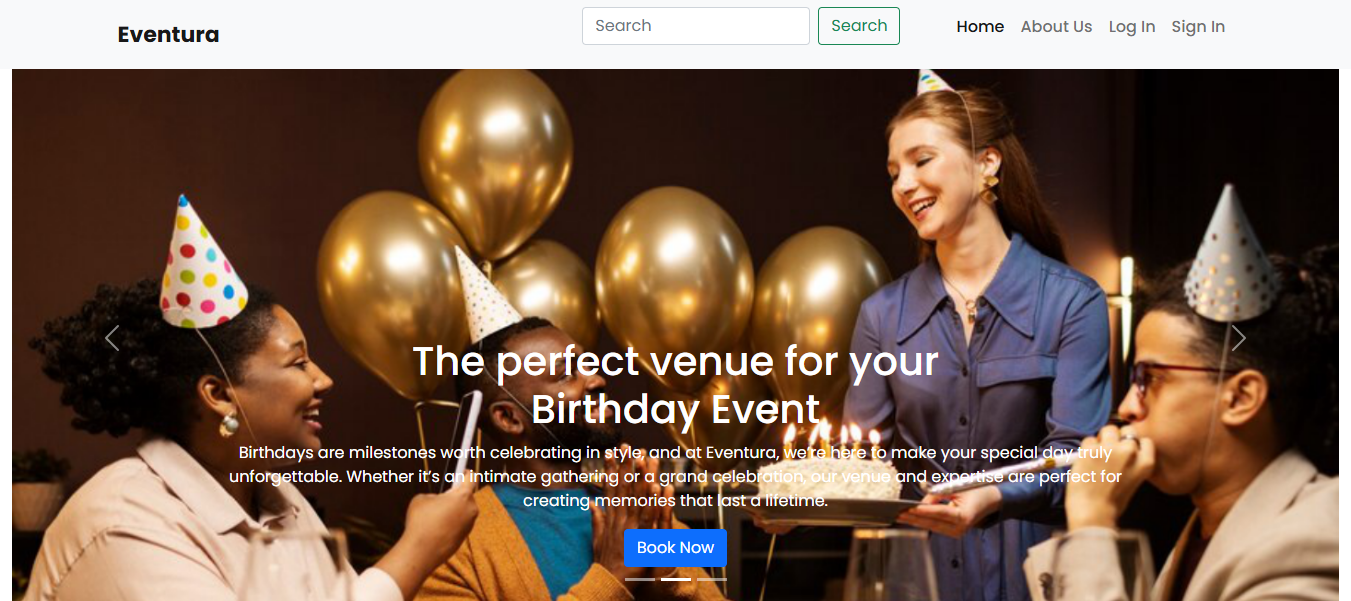 Eventura
Search
Search
Home
About Us
Log In
Sign In
The perfect venue for your
Birthday Event
Birthdays are milestones worth celebrating in style, and at Eventura, we're here to make your special day truly
unforgettable. Whether it's an intimate gathering or a grand celebration, our venue and expertise are perfect for
creating memories that last a lifetime.
Book Now